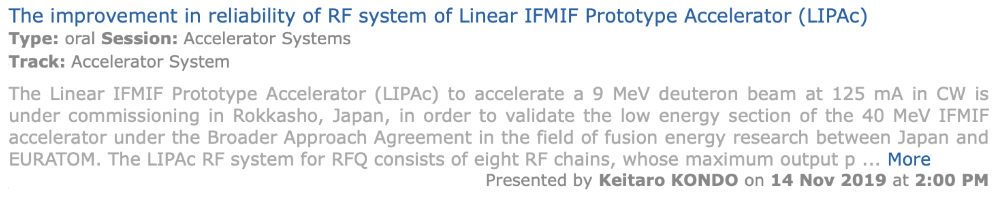 The improvement in reliability of RF system of Linear IFMIF Prototype Accelerator (LIPAc)
Type: oral Session: Accelerator Systems
Track: Accelerator System
The Linear IFMIF Prototype Accelerator (LIPAc) to accelerate a 9 MeV deuteron beam at 125 mA in CW is
under commissioning in Rokkasho, Japan, in order to validate the low energy section of the 40 MeV IFMIF
accelerator under the Broader Approach Agreement in the field of fusion energy research between Japan and
EURATOM. The LIPAc RF system for RFQ consists of eight RF chains, whose maximum output p ... More
Presented by Keitaro KONDO on 14 Nov 2019 at 2:00 PM